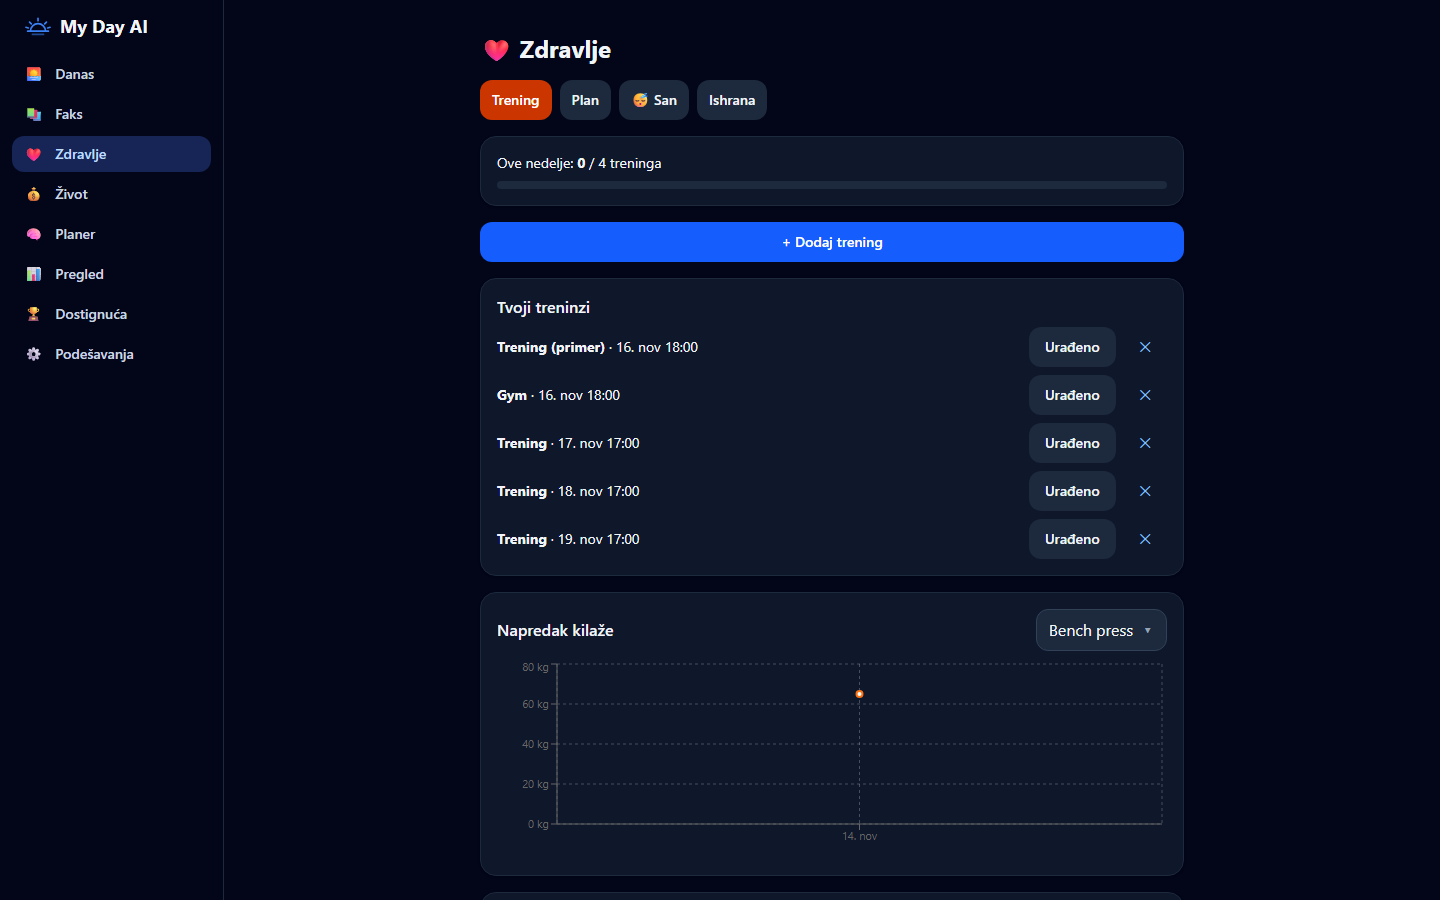 My Day AI
Danas
Faks
Zdravlje
Život
Planer
Pregled
Dostignuća
Podešavanja
Zdravlje
Trening
Plan
San
Ishrana
Ove nedelje: 0 / 4 treninga
+ Dodaj trening
Tvoji treninzi
Trening (primer) · 16. nov 18:00
Urađeno
Gym · 16. nov 18:00
Urađeno
Trening · 17. nov 17:00
Urađeno
Trening · 18. nov 17:00
Urađeno
Trening · 19. nov 17:00
Urađeno
Napredak kilaže
Bench press
80 kg
60 kg
40 kg
20 kg
0 kg
14. nov